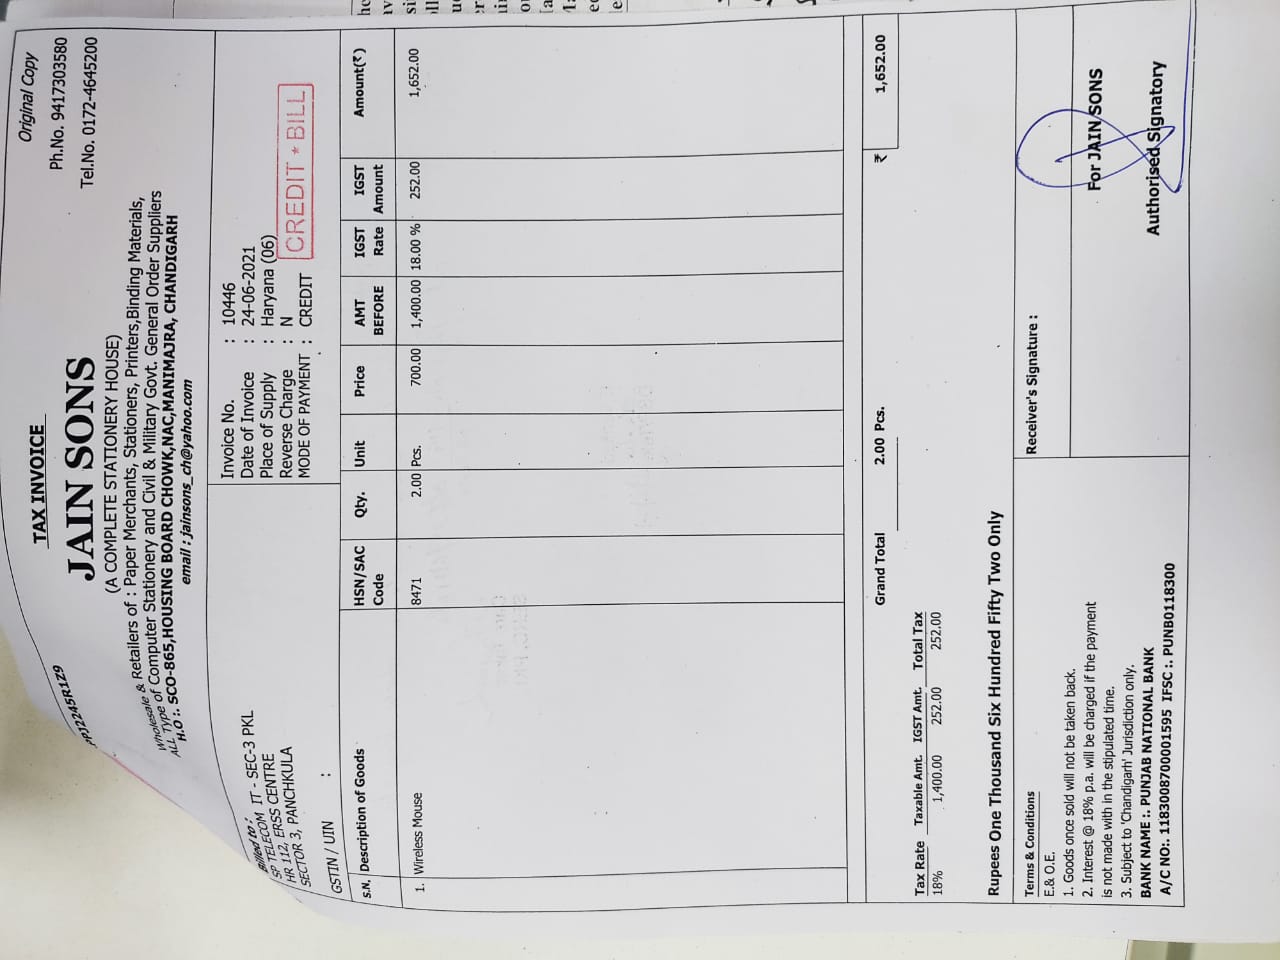 TAX INVOICE
Original Copy
PPJ2245R1Z9
Ph.No. 9417303580
JAIN SONS
Tel.No. 0172-4645200
(A COMPLETE STATIONERY HOUSE)
Wholesale & Retailers of : Paper Merchants, Stationers, Printers,Binding Materials,
ALL Type of Computer Stationery and Civil & Military Govt. General Order Suppliers
H.O :. SCO-865,HOUSING BOARD CHOWK,NAC,MANIMAJRA, CHANDIGARH
email : jainsons_ch@yahoo.com
Billed to :
SP TELECOM IT - SEC-3 PKL
HR 112, ERSS CENTRE
SECTOR 3, PANCHKULA
GSTIN / UIN :
Invoice No. : 10446
Date of Invoice : 24-06-2021
Place of Supply : Haryana (06)
Reverse Charge : N
MODE OF PAYMENT : CREDIT
CREDIT * BILL
S.N. Description of Goods HSN/SAC Code Qty. Unit Price AMT BEFORE IGST Rate IGST Amount Amount(₹)
1. Wireless Mouse 8471 2.00 Pcs. 700.00 1,400.00 18.00 % 252.00 1,652.00
Grand Total 2.00 Pcs. ₹ 1,652.00
Tax Rate Taxable Amt. IGST Amt. Total Tax
18% 1,400.00 252.00 252.00
Rupees One Thousand Six Hundred Fifty Two Only
Terms & Conditions
E.& O.E.
1. Goods once sold will not be taken back.
2. Interest @ 18% p.a. will be charged if the payment
is not made with in the stipulated time.
3. Subject to 'Chandigarh' Jurisdiction only.
BANK NAME :. PUNJAB NATIONAL BANK
A/C NO:. 1183008700001595 IFSC :. PUNB0118300
Receiver's Signature :
For JAIN SONS
Authorised Signatory